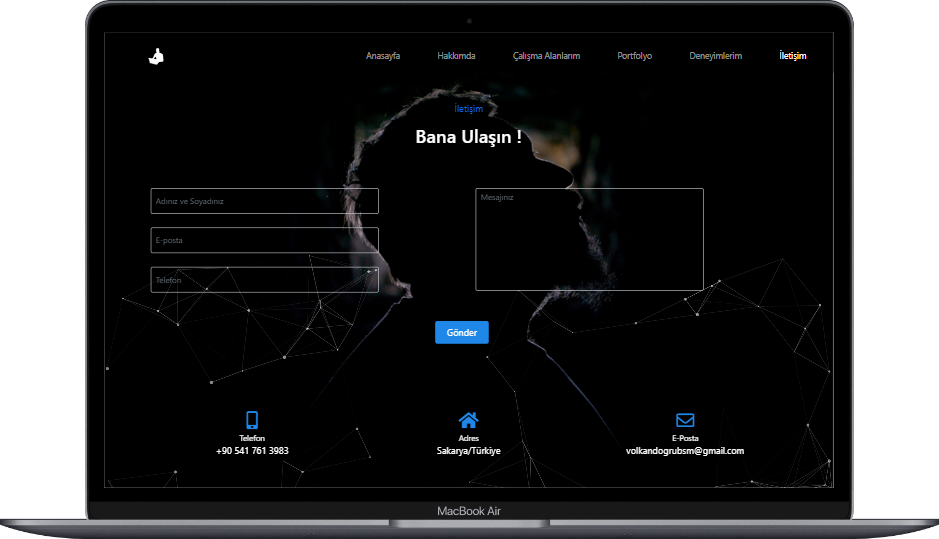 Anasayfa Hakkımda Çalışma Alanlarım Portfolyo Deneyimlerim İletişim
İletişim
Bana Ulaşın !
Adınız ve Soyadınız
Mesajınız
E-posta
Telefon
Gönder
Telefon
+90 541 761 3983
Adres
Sakarya/Türkiye
E-Posta
volkandogrubsm@gmail.com
MacBook Air